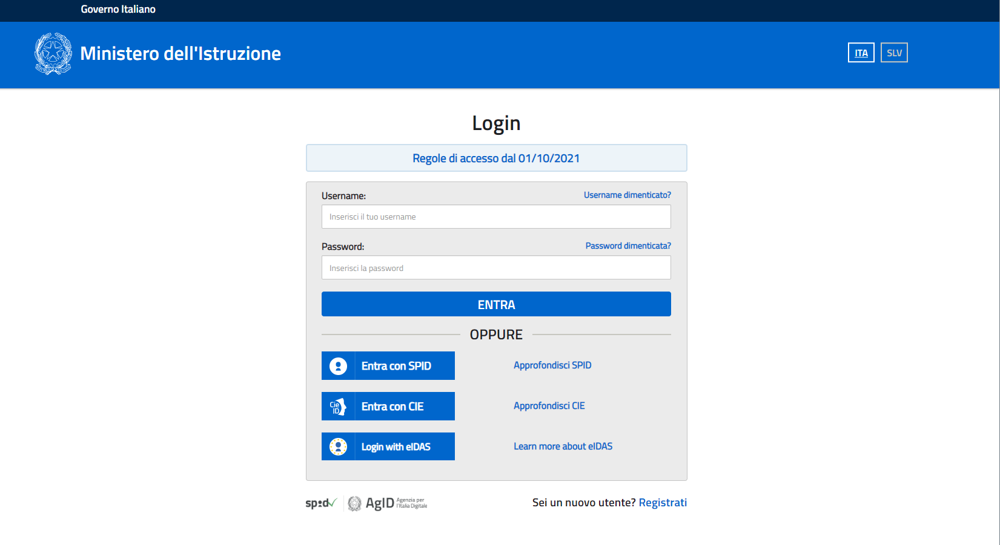 Governo Italiano
Ministero dell'Istruzione
ITA SLV
Login
Regole di accesso dal 01/10/2021
Username: Username dimenticato?
Inserisci il tuo username
Password: Password dimenticata?
Inserisci la password
ENTRA
OPPURE
Entra con SPID Approfondisci SPID
Cie ID Entra con CIE Approfondisci CIE
Login with eIDAS Learn more about eIDAS
spid AgID Agenzia per l'Italia Digitale Sei un nuovo utente? Registrati